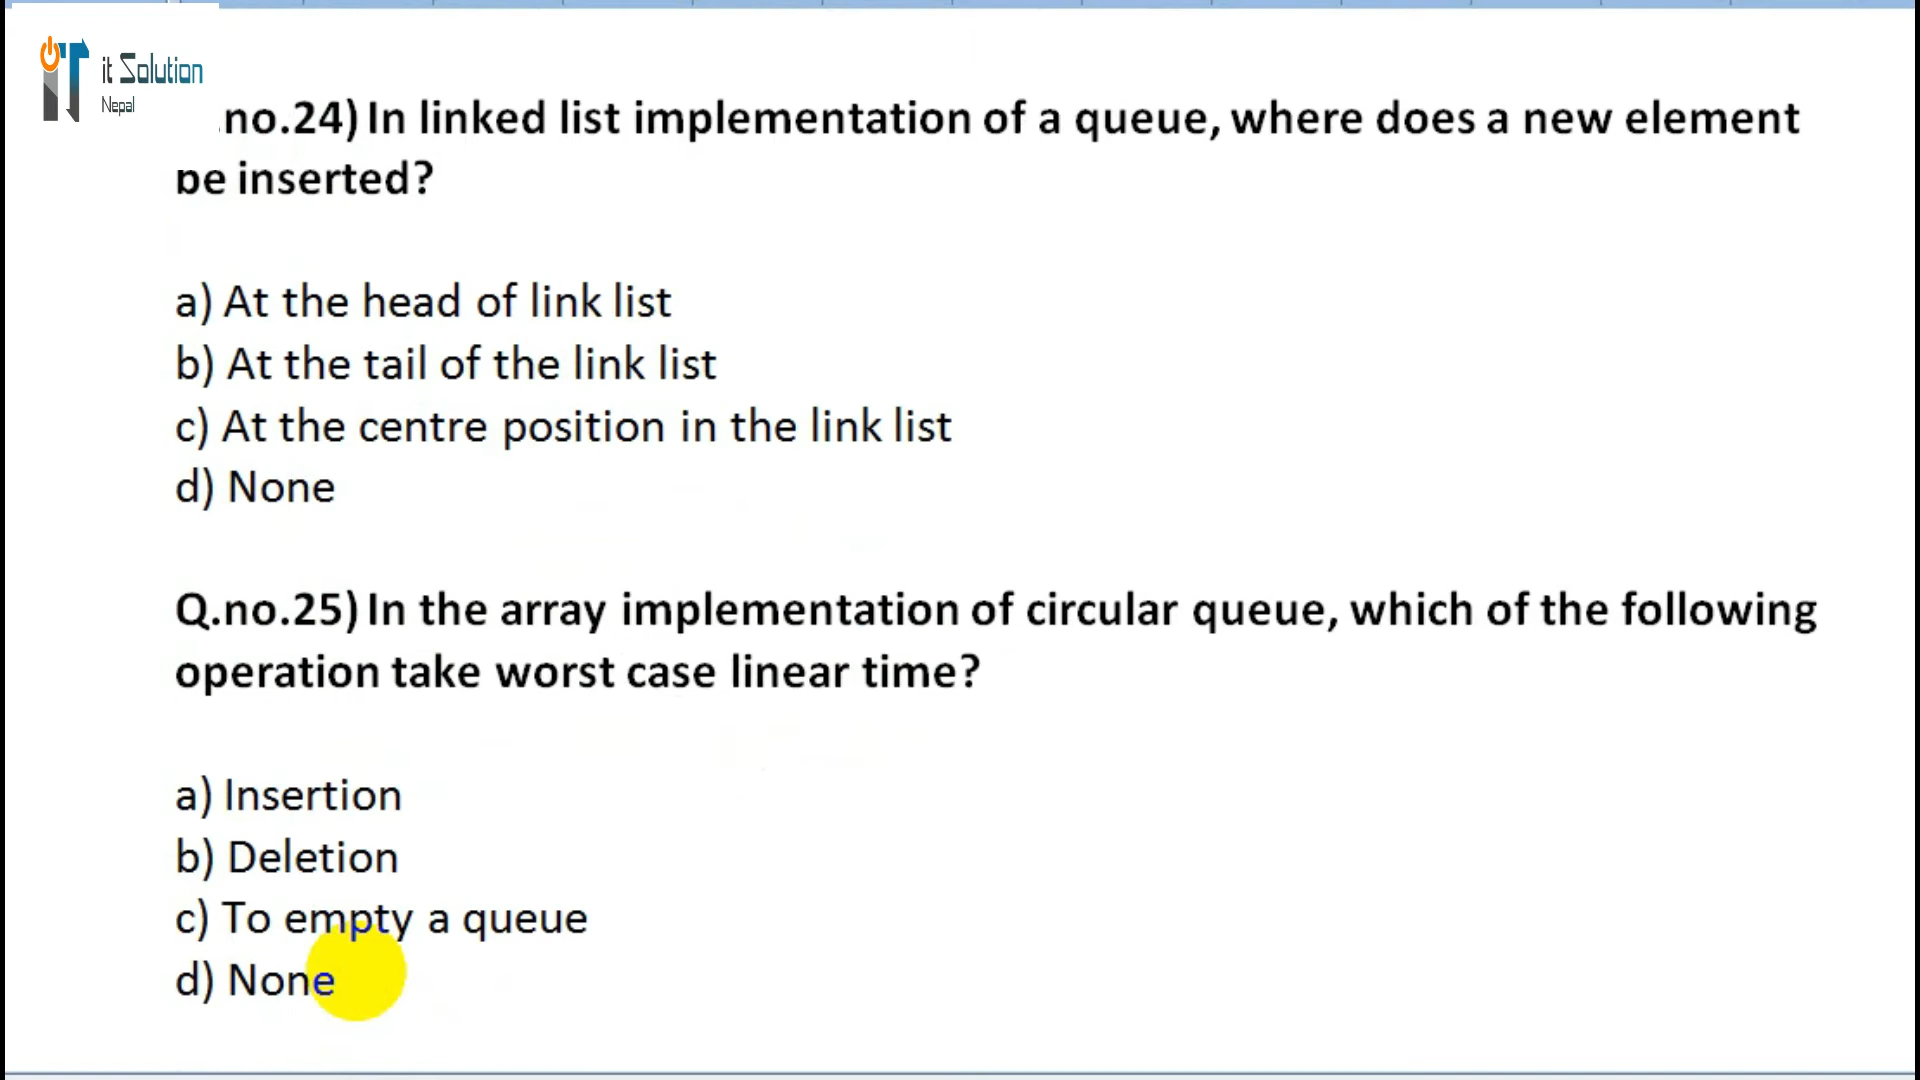 it Solution
Nepal
.no.24) In linked list implementation of a queue, where does a new element
be inserted?
a) At the head of link list
b) At the tail of the link list
c) At the centre position in the link list
d) None
Q.no.25) In the array implementation of circular queue, which of the following
operation take worst case linear time?
a) Insertion
b) Deletion
c) To empty a queue
d) None